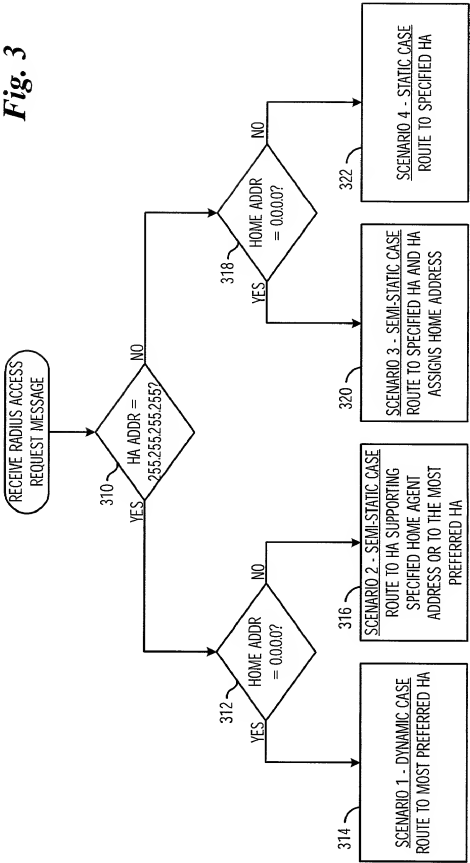 Fig. 3
RECEIVE RADIUS ACCESS
REQUEST MESSAGE
310
HA ADDR =
255.255.255.255?
YES
NO
312
HOME ADDR
= 0.0.0.0?
YES
NO
318
HOME ADDR
= 0.0.0.0?
YES
NO
314
SCENARIO 1 - DYNAMIC CASE
ROUTE TO MOST PREFERRED HA
316
SCENARIO 2 - SEMI-STATIC CASE
ROUTE TO HA SUPPORTING
SPECIFIED HOME AGENT
ADDRESS OR TO THE MOST
PREFERRED HA
320
SCENARIO 3 - SEMI-STATIC CASE
ROUTE TO SPECIFIED HA AND HA
ASSIGNS HOME ADDRESS
322
SCENARIO 4 - STATIC CASE
ROUTE TO SPECIFIED HA